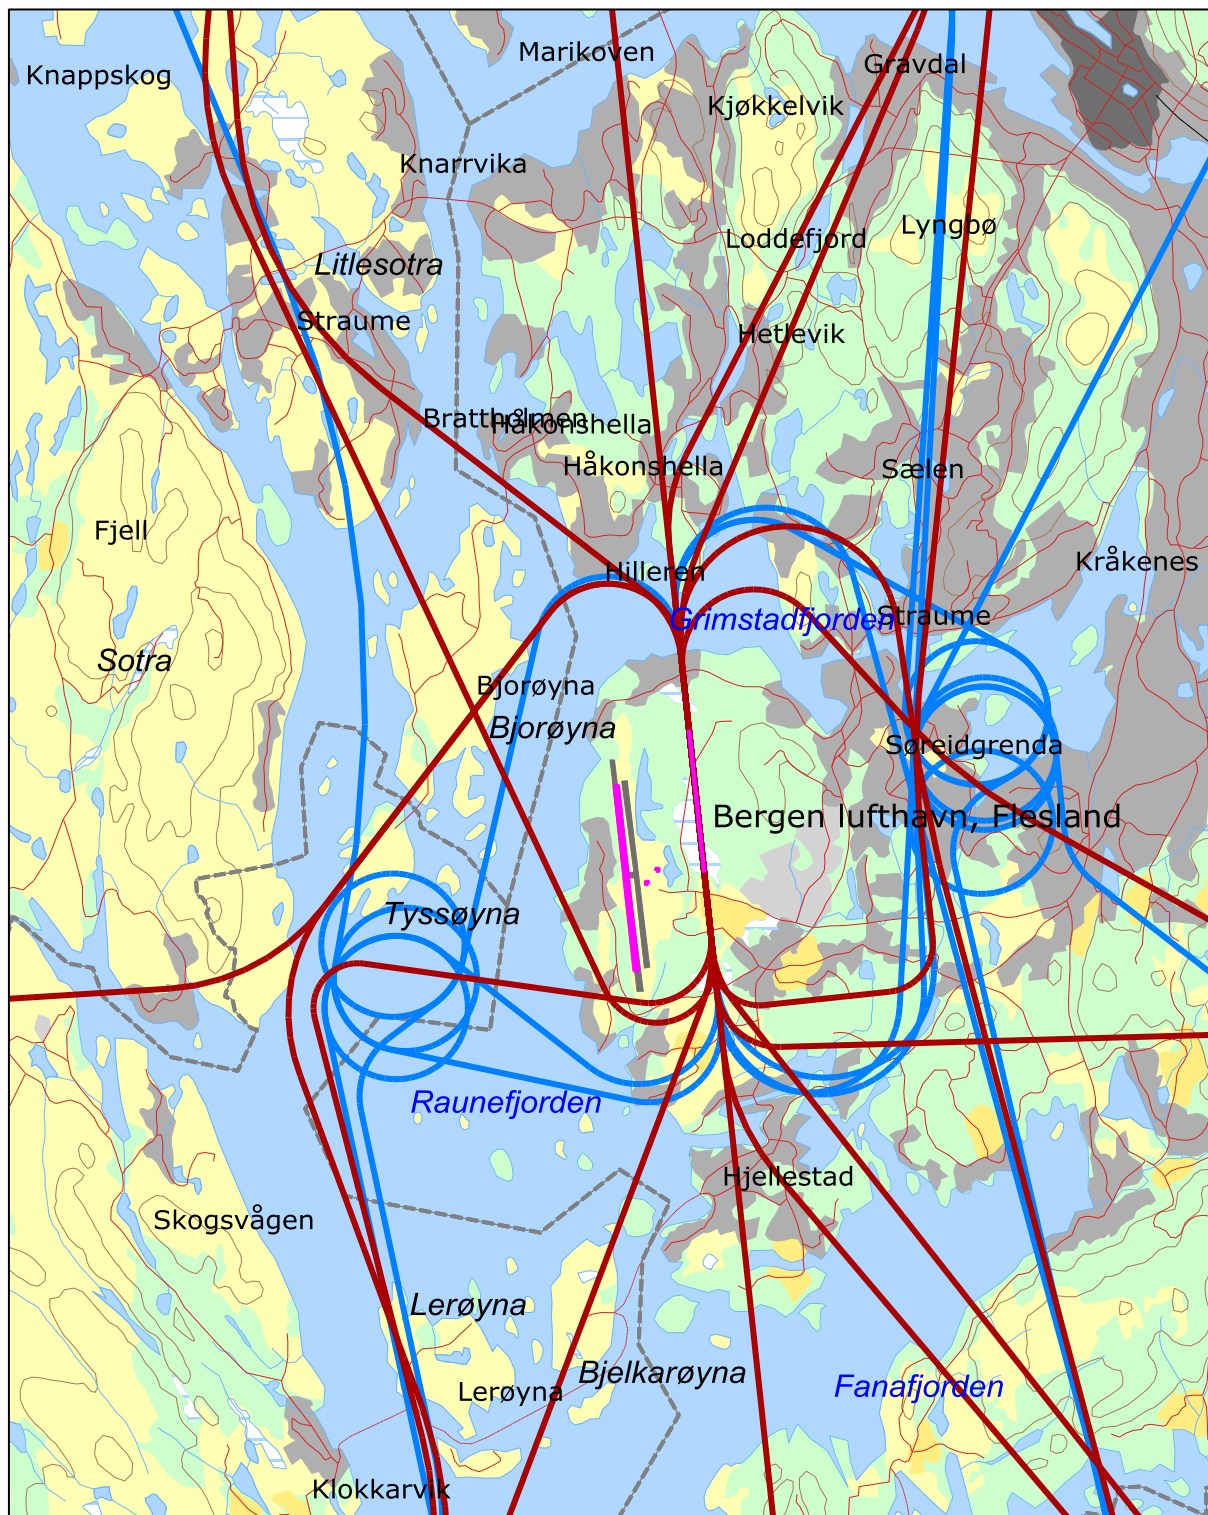 Marikoven
Gravdal
Knappskog
Kjøkkelvik
Knarrvika
Lyngbø
Loddefjord
Litlesotra
Straume
Hetlevik
Brattholmen
Håkonshella
Håkonshella
Sælen
Fjell
Kråkenes
Hilleren
Straume
Grimstadfjorden
Sotra
Bjorøyna
Bjorøyna
Søreidgrenda
Bergen lufthavn, Flesland
Tyssøyna
Raunefjorden
Hjellestad
Skogsvågen
Lerøyna
Bjelkarøyna
Fanafjorden
Lerøyna
Klokkarvik